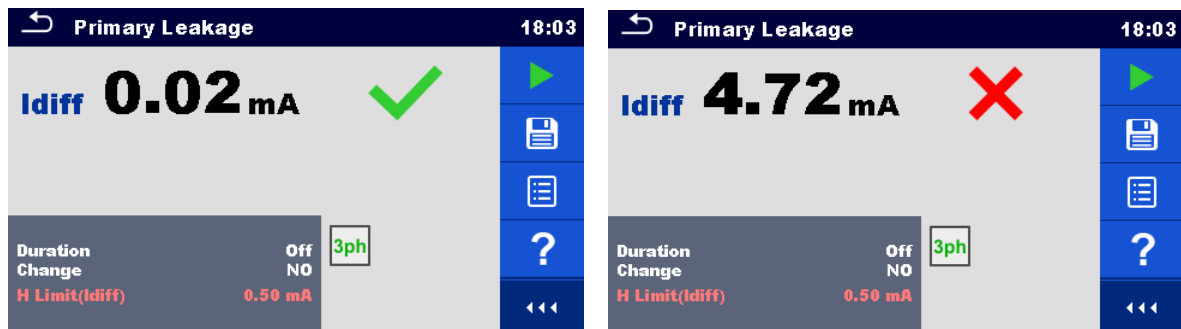 Primary Leakage 18:03
Idiff 0.02 mA
Duration Off
Change NO
H Limit(Idiff) 0.50 mA
3ph
?
Primary Leakage 18:03
Idiff 4.72 mA
Duration Off
Change NO
H Limit(Idiff) 0.50 mA
3ph
?